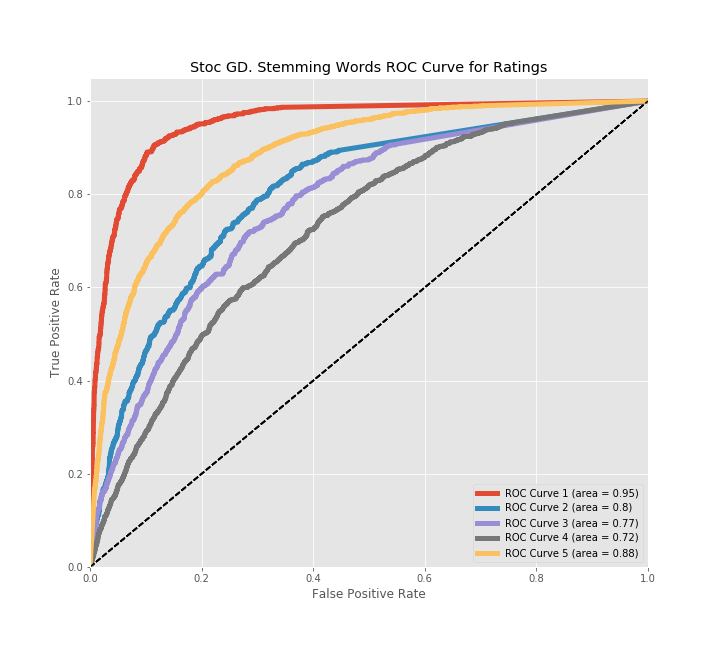 Stoc GD. Stemming Words ROC Curve for Ratings
True Positive Rate
1.0
0.8
0.6
0.4
0.2
0.0
ROC Curve 1 (area = 0.95)
ROC Curve 2 (area = 0.8)
ROC Curve 3 (area = 0.77)
ROC Curve 4 (area = 0.72)
ROC Curve 5 (area = 0.88)
0.0 0.2 0.4 0.6 0.8 1.0
False Positive Rate